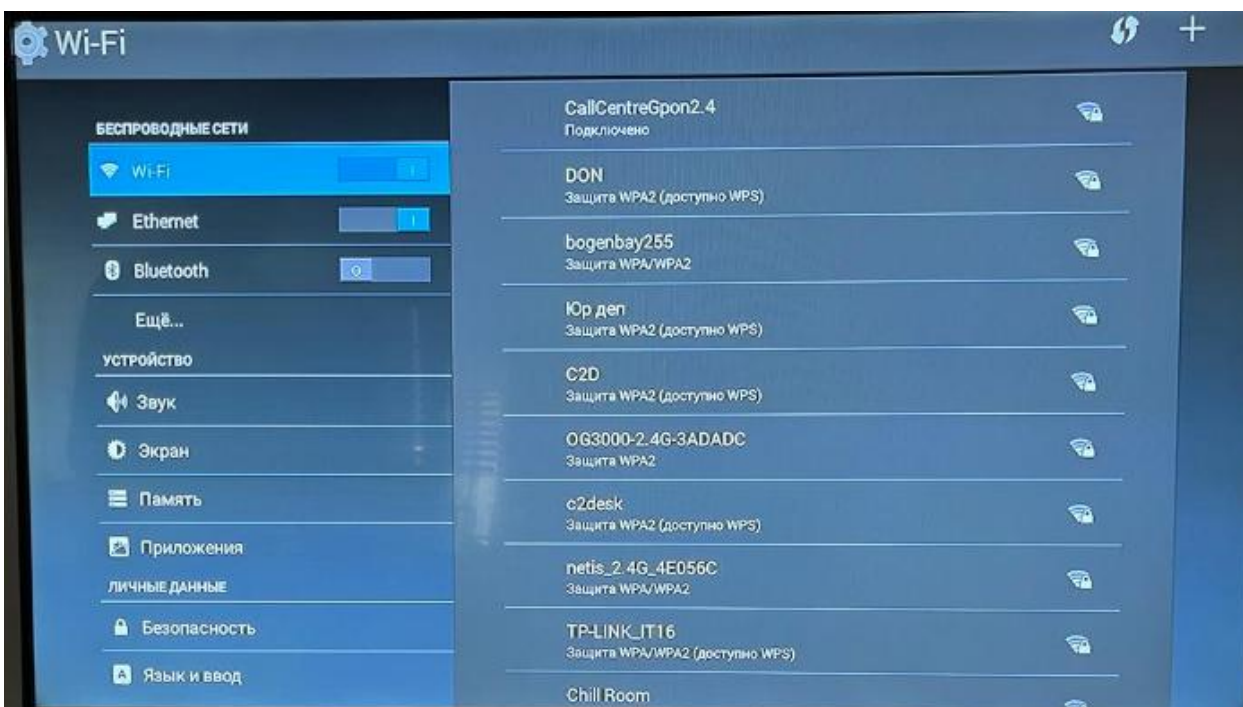 Wi-Fi
БЕСПРОВОДНЫЕ СЕТИ
Wi-Fi
Ethernet
Bluetooth
Ещё...
УСТРОЙСТВО
Звук
Экран
Память
Приложения
ЛИЧНЫЕ ДАННЫЕ
Безопасность
Язык и ввод
CallCentreGpon2.4
Подключено
DON
Защита WPA2 (доступно WPS)
bogenbay255
Защита WPA/WPA2
Юр деп
Защита WPA2 (доступно WPS)
C2D
Защита WPA2 (доступно WPS)
OG3000-2.4G-3ADADC
Защита WPA2
c2desk
Защита WPA2 (доступно WPS)
netis_2.4G_4E056C
Защита WPA/WPA2
TP-LINK_IT16
Защита WPA/WPA2 (доступно WPS)
Chill Room